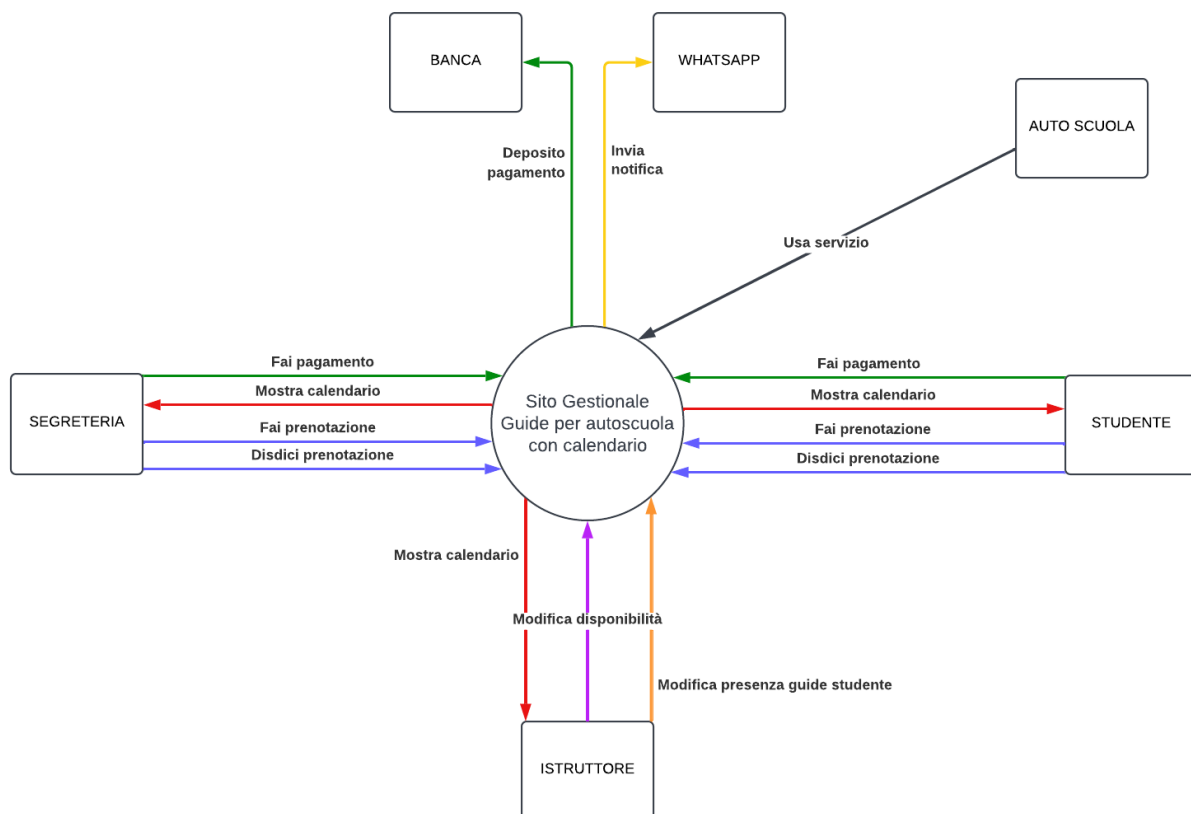 BANCA
WHATSAPP
AUTO SCUOLA
Deposito
pagamento
Invia
notifica
Usa servizio
Fai pagamento
Mostra calendario
Fai prenotazione
Disdici prenotazione
SEGRETERIA
Sito Gestionale
Guide per autoscuola
con calendario
Fai pagamento
Mostra calendario
Fai prenotazione
Disdici prenotazione
STUDENTE
Mostra calendario
Modifica disponibilità
Modifica presenza guide studente
ISTRUTTORE